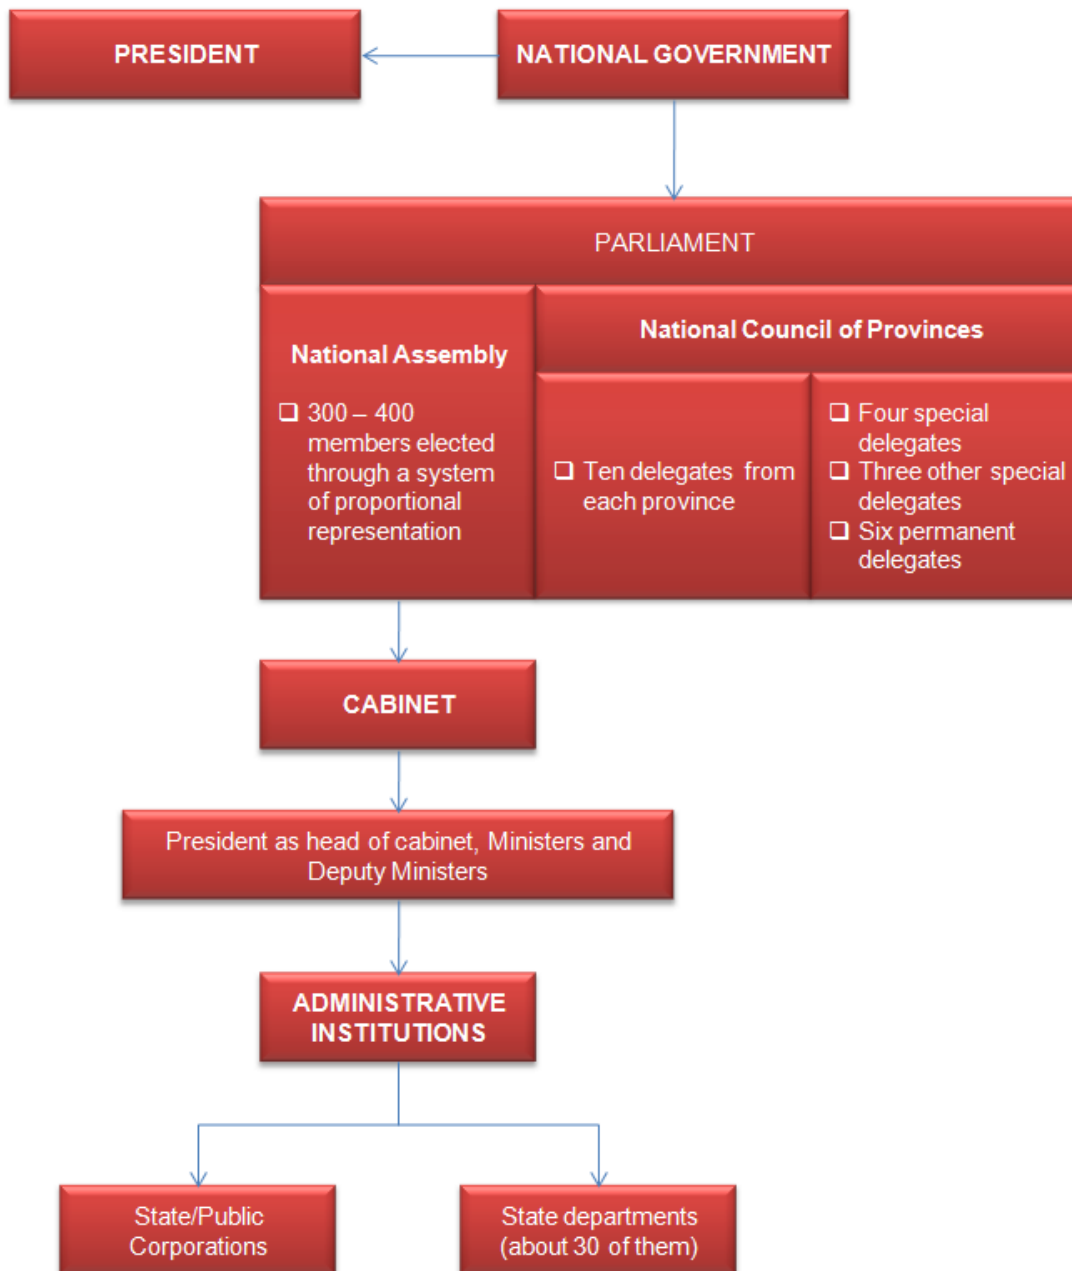 PRESIDENT
NATIONAL GOVERNMENT
PARLIAMENT
National Assembly
❑ 300 – 400
members elected
through a system
of proportional
representation
National Council of Provinces
❑ Ten delegates from
each province
❑ Four special
delegates
❑ Three other special
delegates
❑ Six permanent
delegates
CABINET
President as head of cabinet, Ministers and
Deputy Ministers
ADMINISTRATIVE
INSTITUTIONS
State/Public
Corporations
State departments
(about 30 of them)